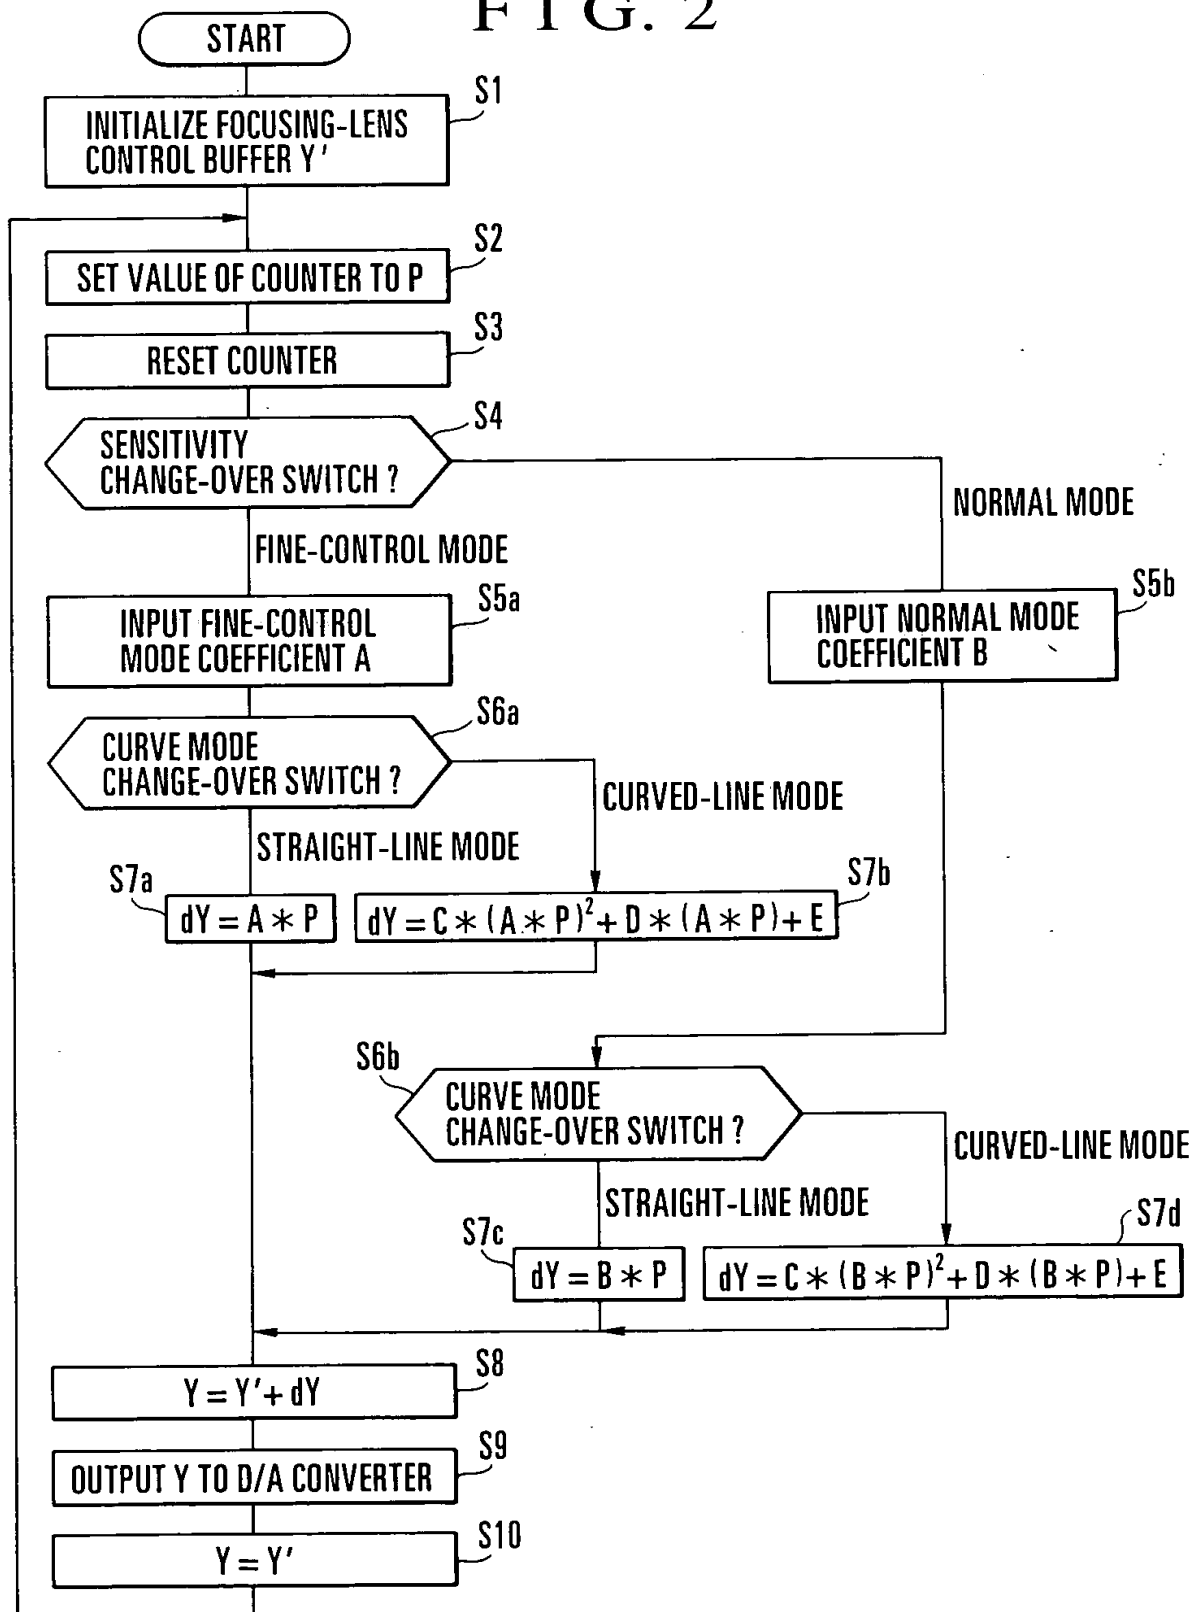 FIG. 2
START
S1
INITIALIZE FOCUSING-LENS
CONTROL BUFFER Y'
S2
SET VALUE OF COUNTER TO P
S3
RESET COUNTER
S4
SENSITIVITY
CHANGE-OVER SWITCH ?
NORMAL MODE
FINE-CONTROL MODE
S5a
INPUT FINE-CONTROL
MODE COEFFICIENT A
S5b
INPUT NORMAL MODE
COEFFICIENT B
S6a
CURVE MODE
CHANGE-OVER SWITCH ?
CURVED-LINE MODE
STRAIGHT-LINE MODE
S7a
dY = A * P
S7b
dY = C * (A * P)² + D * (A * P) + E
S6b
CURVE MODE
CHANGE-OVER SWITCH ?
CURVED-LINE MODE
STRAIGHT-LINE MODE
S7c
dY = B * P
S7d
dY = C * (B * P)² + D * (B * P) + E
S8
Y = Y' + dY
S9
OUTPUT Y TO D/A CONVERTER
S10
Y = Y'